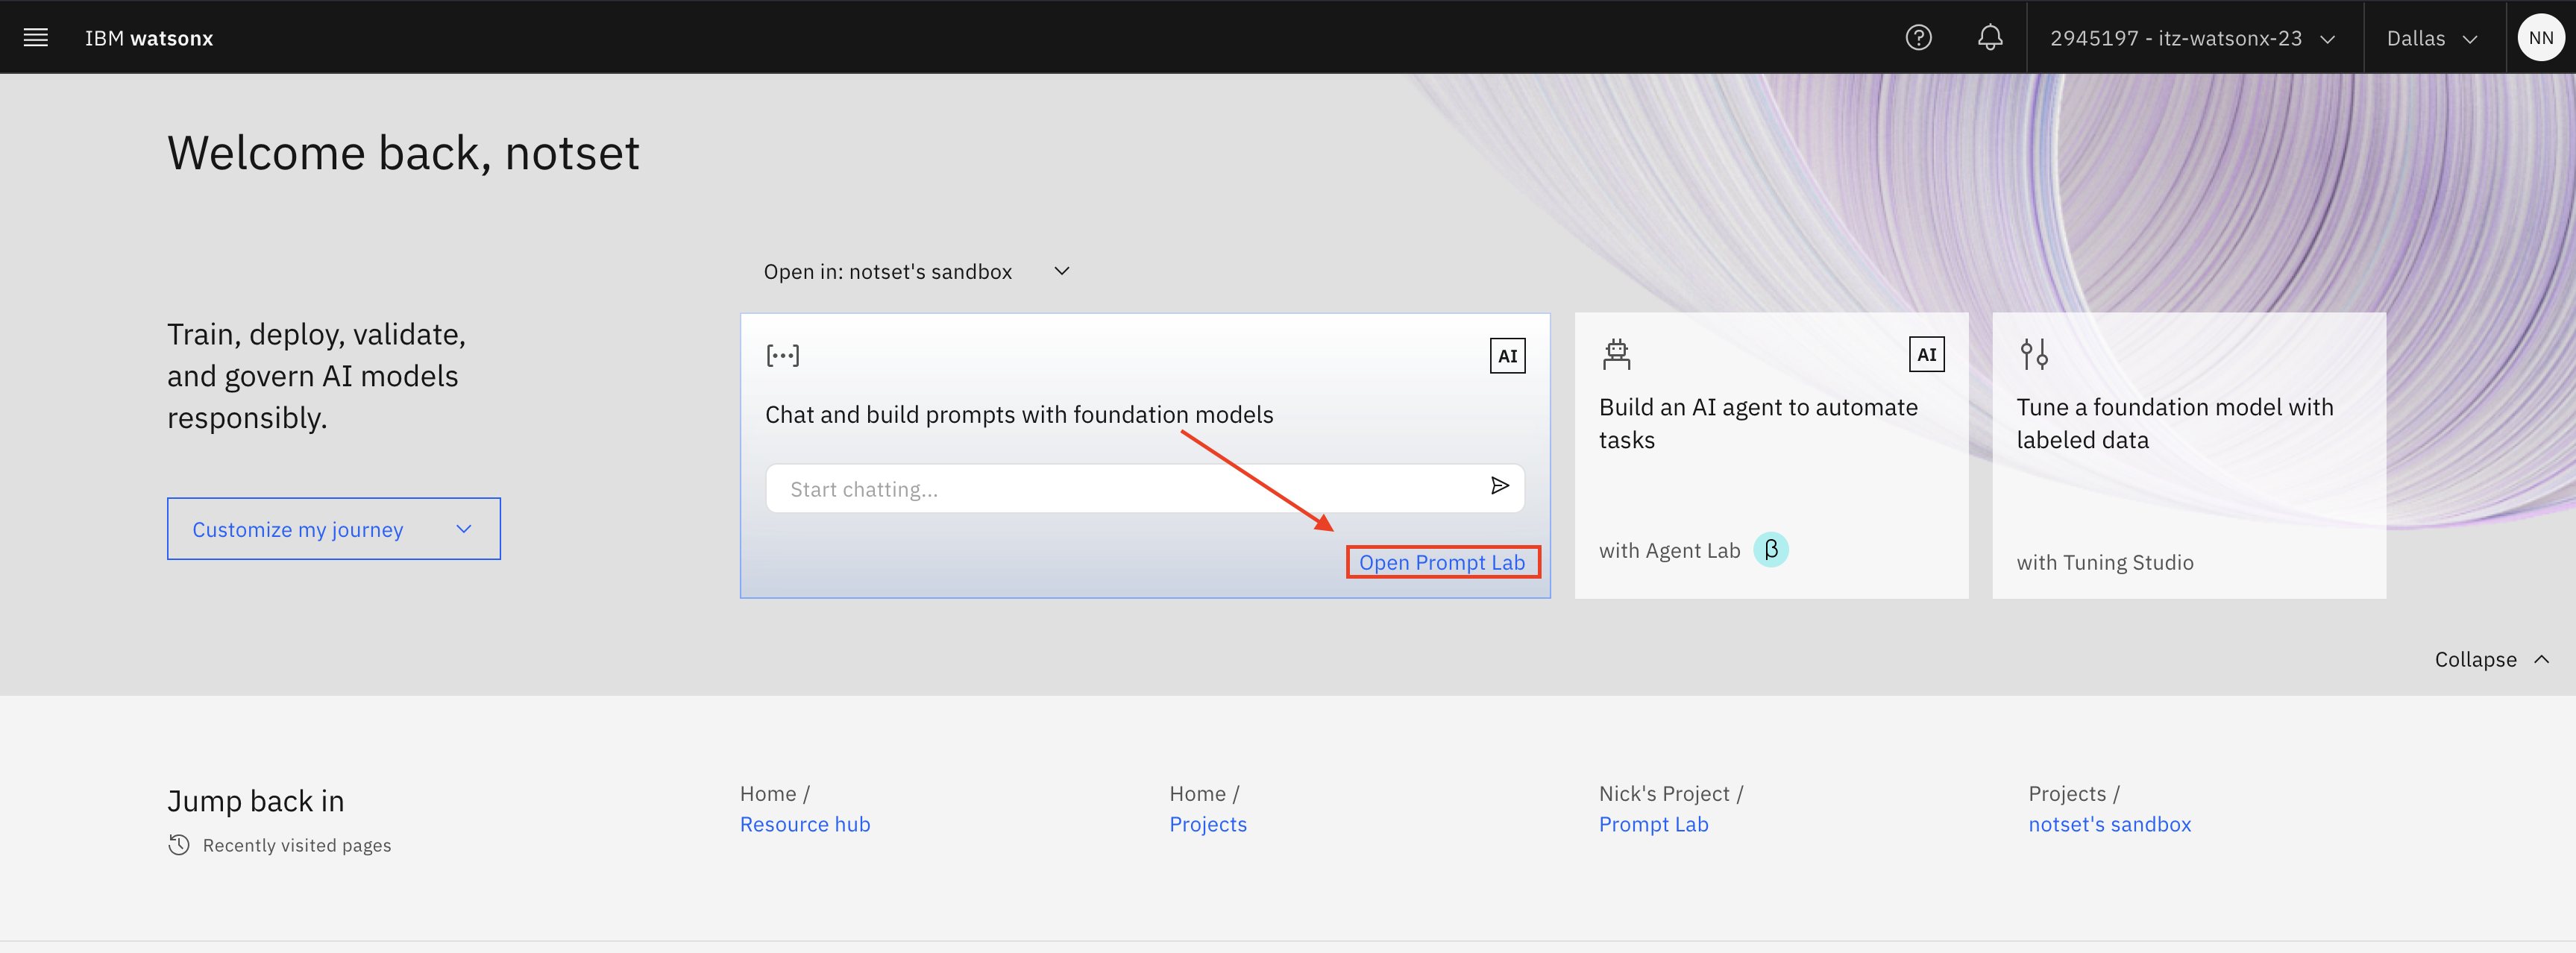 IBM watsonx
2945197 - itz-watsonx-23
Dallas
NN
Welcome back, notset
Open in: notset's sandbox
Train, deploy, validate,
and govern AI models
responsibly.
Customize my journey
[...]
AI
Chat and build prompts with foundation models
Start chatting...
Open Prompt Lab
AI
Build an AI agent to automate
tasks
with Agent Lab β
Tune a foundation model with
labeled data
with Tuning Studio
Collapse
Jump back in
Recently visited pages
Home /
Resource hub
Home /
Projects
Nick's Project /
Prompt Lab
Projects /
notset's sandbox